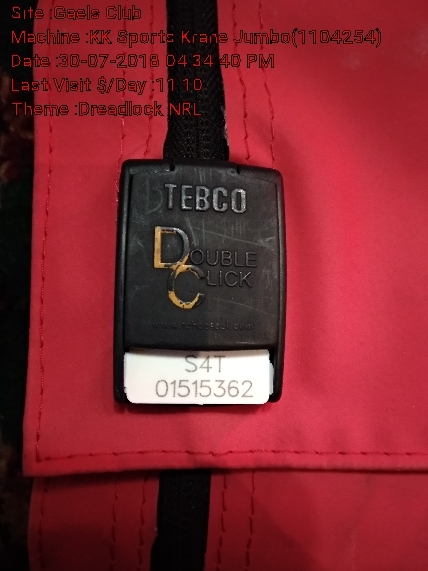 Site :Gaels Club
Machine :KK Sports Krane Jumbo(1104254)
Date :30-07-2018 04:34:40 PM
Last Visit $/Day :11.10
Theme :Dreadlock NRL
TEBCO
DOUBLE
CLICK
S4T
01515362